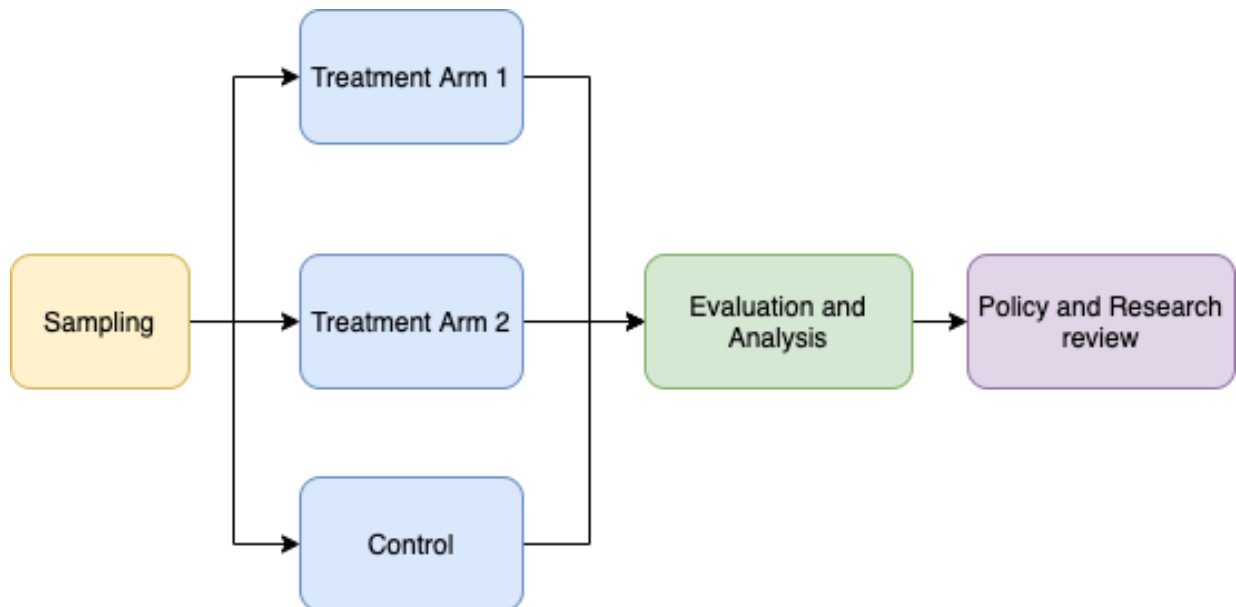 Treatment Arm 1
Sampling
Treatment Arm 2
Evaluation and
Analysis
Policy and Research
review
Control